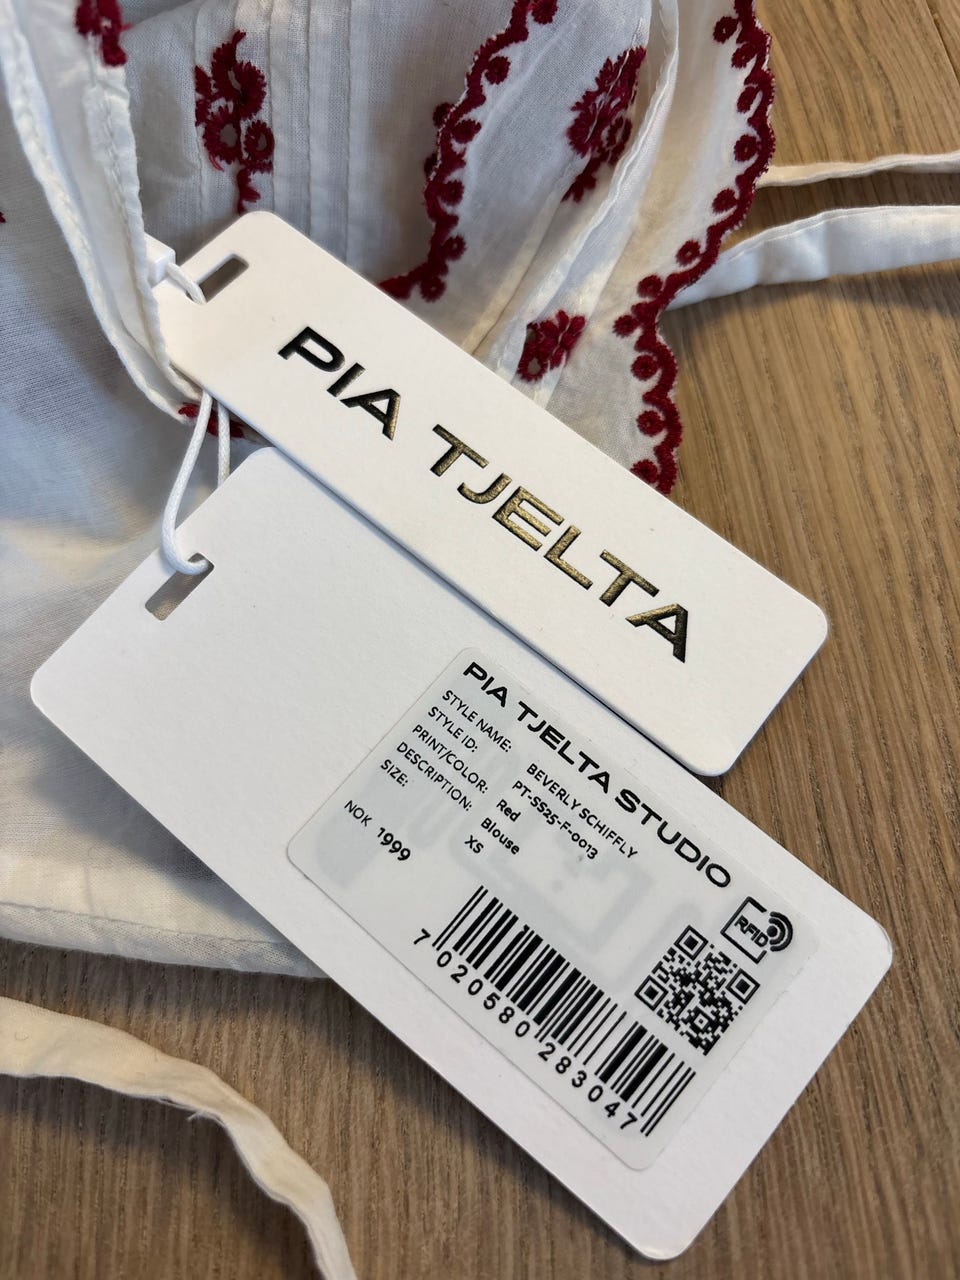 PIA TJELTA
PIA TJELTA STUDIO
STYLE NAME: BEVERLY SCHIFFLY
STYLE ID: PT-SS25-F-0013
PRINT/COLOR: Red
DESCRIPTION: Blouse
SIZE: XS
NOK 1999
RFID
7 020580 283047